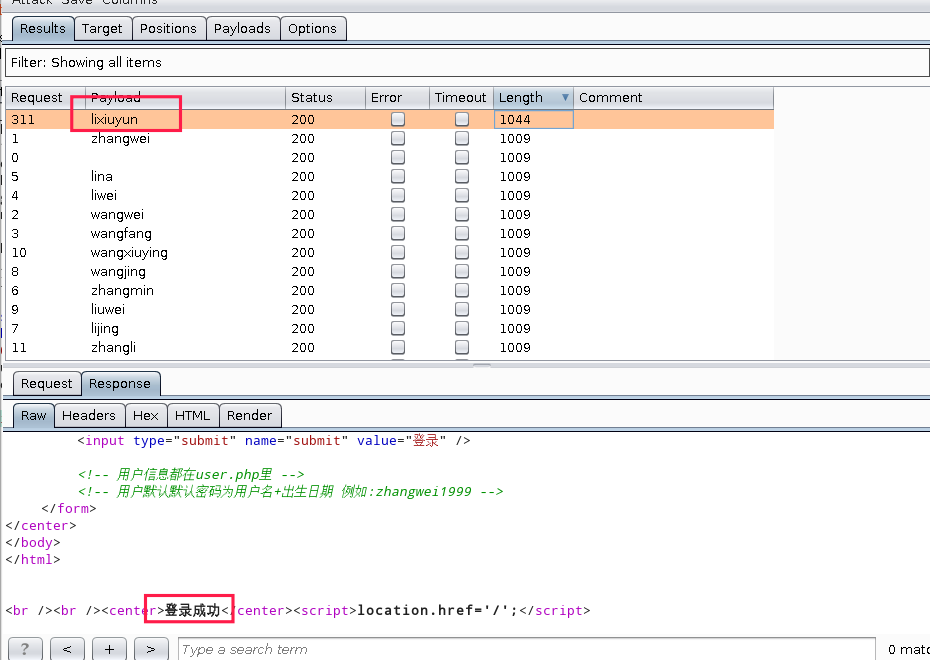 Attack Save Columns
Results Target Positions Payloads Options
Filter: Showing all items
Request Payload Status Error Timeout Length Comment
311 lixiuyun 200 1044
1 zhangwei 200 1009
0 200 1009
5 lina 200 1009
4 liwei 200 1009
2 wangwei 200 1009
3 wangfang 200 1009
10 wangxiuying 200 1009
8 wangjing 200 1009
6 zhangmin 200 1009
9 liuwei 200 1009
7 lijing 200 1009
11 zhangli 200 1009
Request Response
Raw Headers Hex HTML Render
<input type="submit" name="submit" value="登录" />
<!-- 用户信息都在user.php里 -->
<!-- 用户默认默认密码为用户名+出生日期 例如:zhangwei1999 -->
</form>
</center>
</body>
</html>
<br /><br /><center>登录成功</center><script>location.href='/';</script>
? < + > Type a search term 0 matc